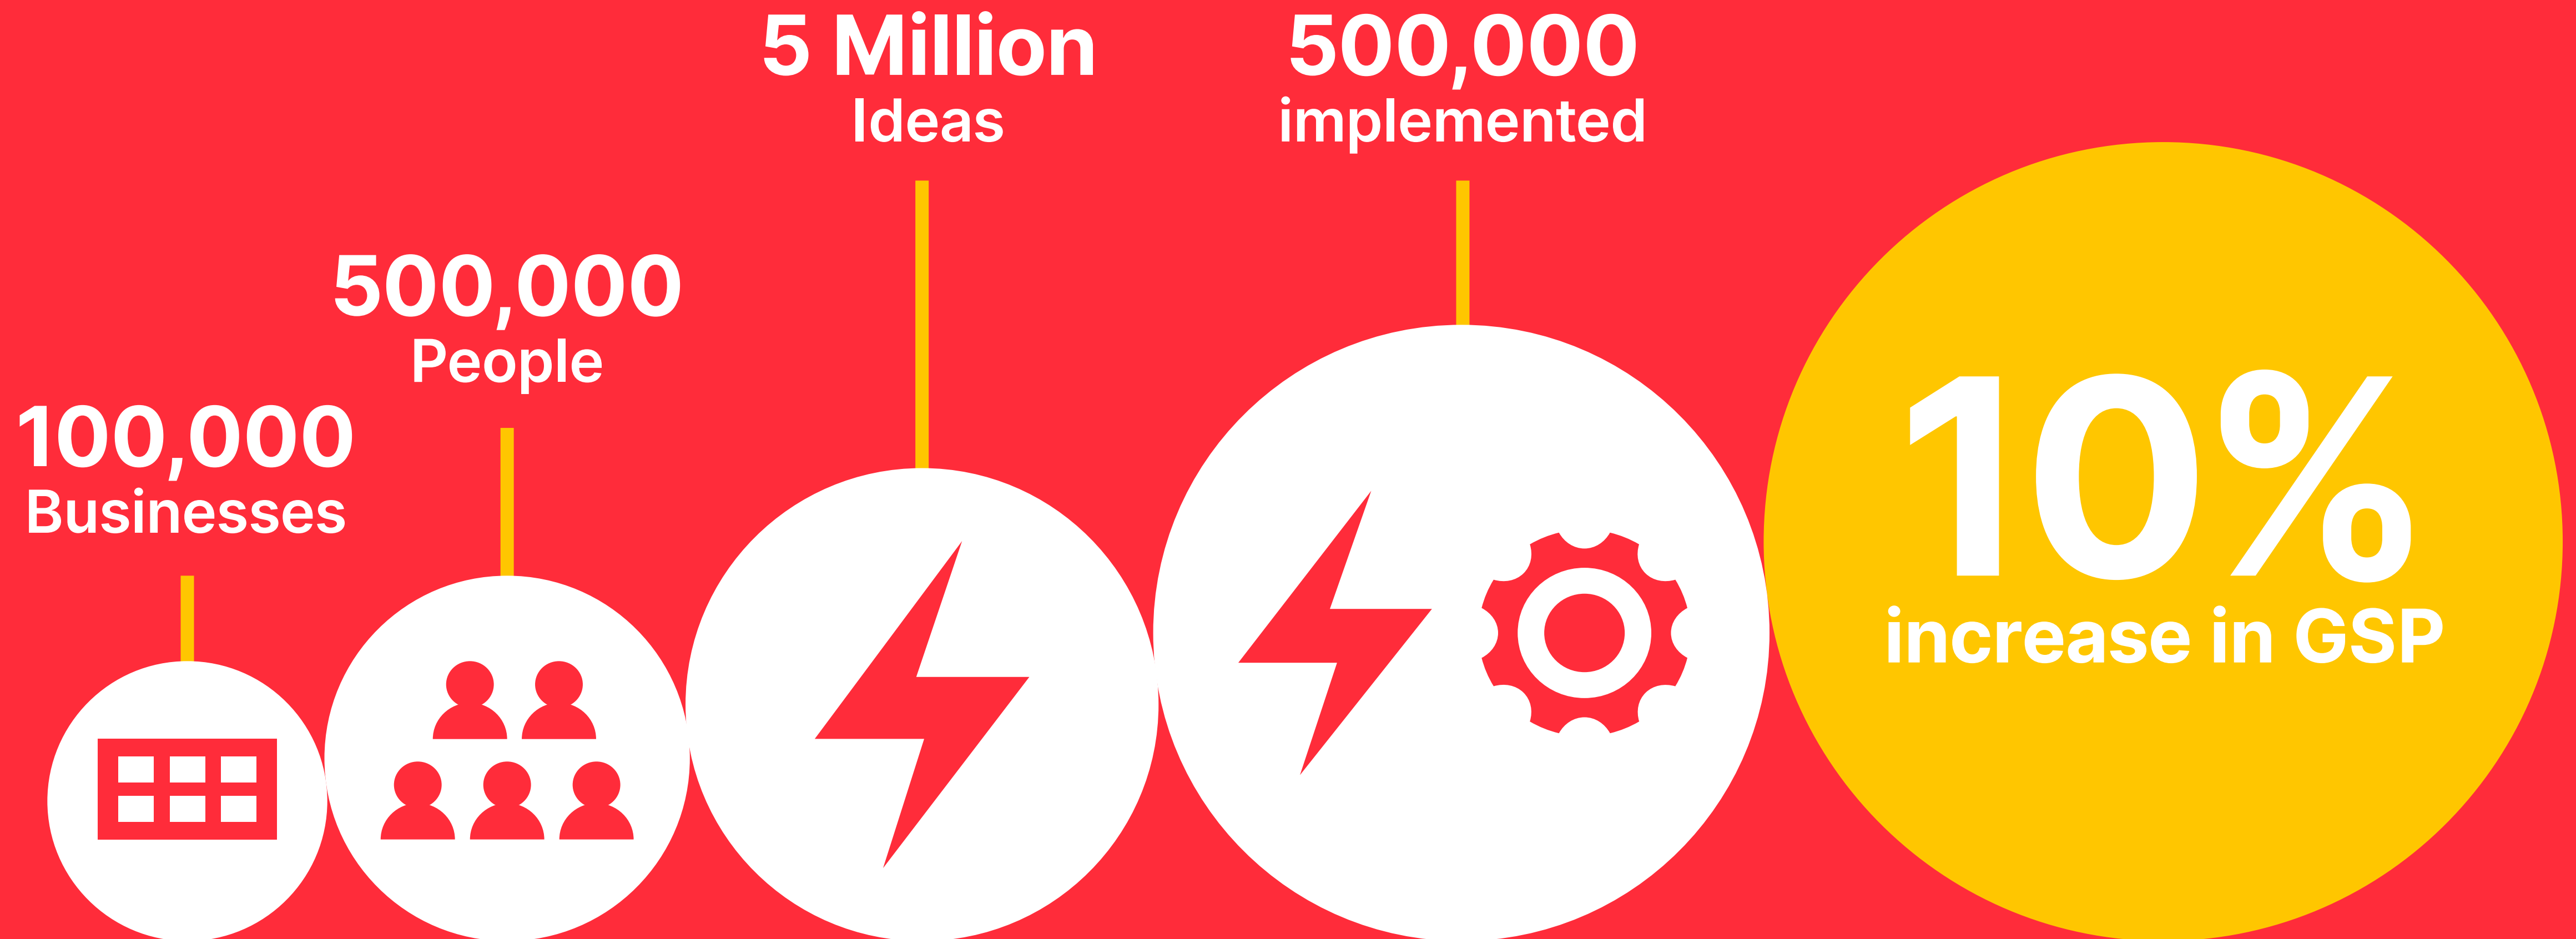 100,000
Businesses
500,000
People
5 Million
Ideas
500,000
implemented
10%
increase in GSP